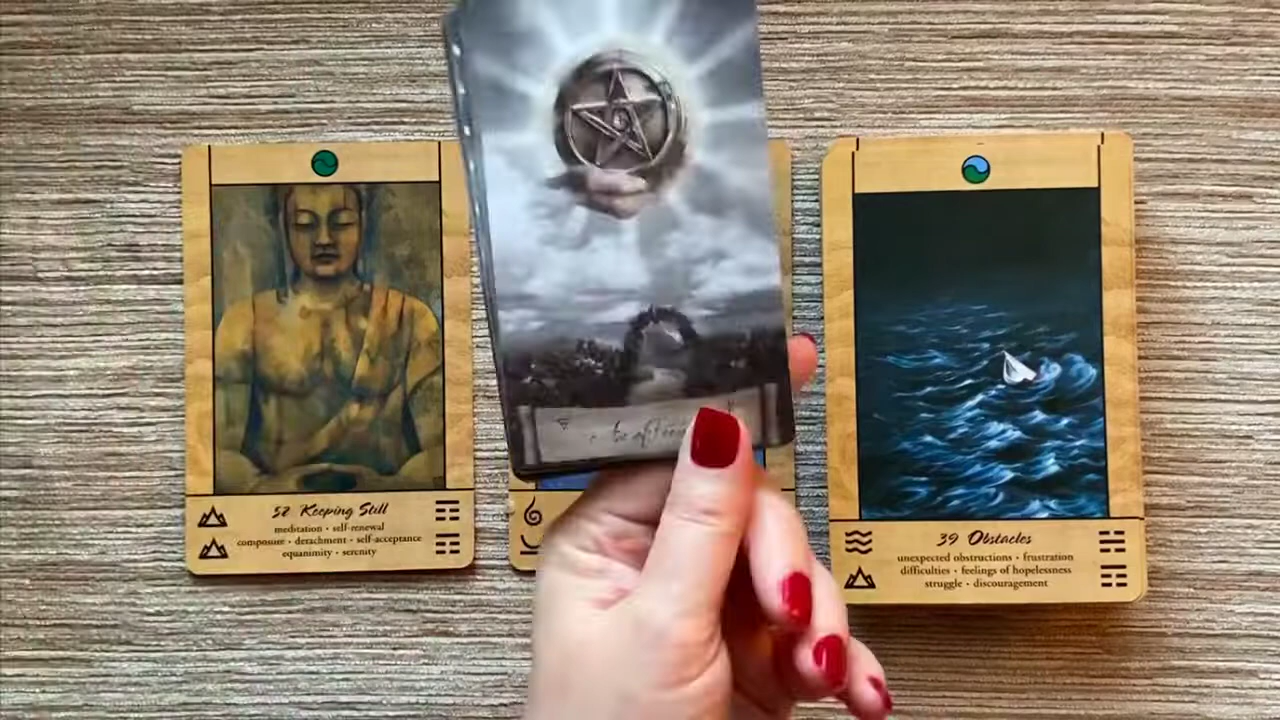 52 Keeping Still
meditation • self-renewal
composure • detachment • self-acceptance
equanimity • serenity
39 Obstacles
unexpected obstructions • frustration
difficulties • feelings of hopelessness
struggle • discouragement